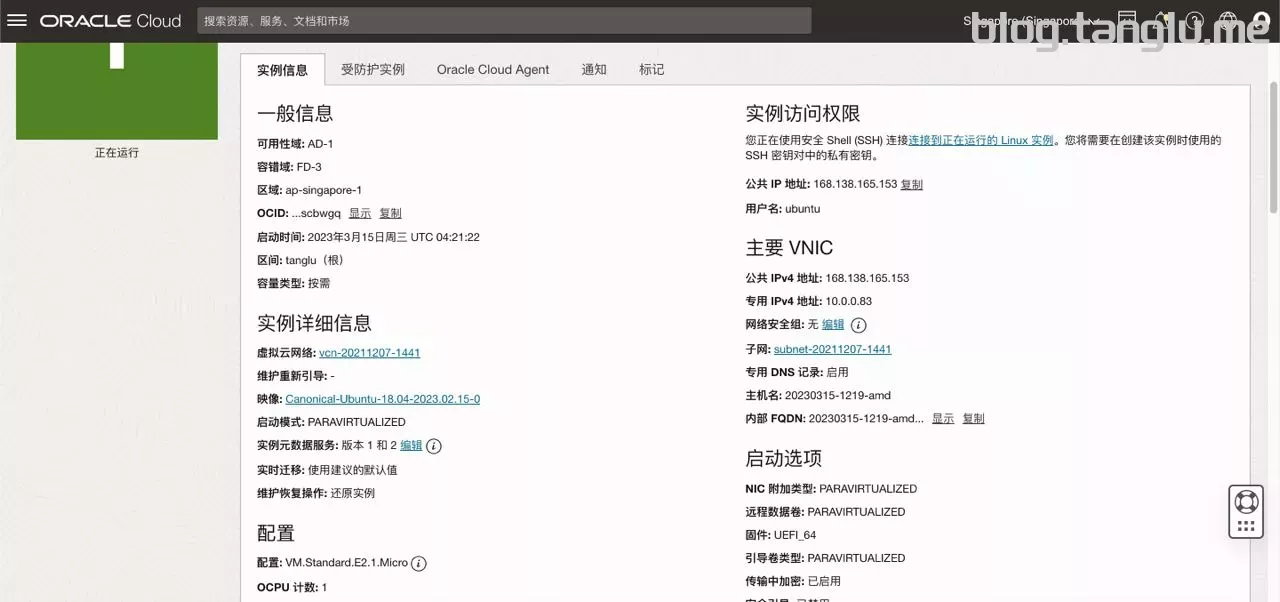 ORACLE Cloud
搜索资源、服务、文档和市场
Singapore (Singapore)
blog.tanglu.me
正在运行
实例信息
受防护实例
Oracle Cloud Agent
通知
标记
一般信息
可用性域: AD-1
容错域: FD-3
区域: ap-singapore-1
OCID: ...scbwgq 显示 复制
启动时间: 2023年3月15日周三 UTC 04:21:22
区间: tanglu（根）
容量类型: 按需
实例详细信息
虚拟云网络: vcn-20211207-1441
维护重新引导: -
映像: Canonical-Ubuntu-18.04-2023.02.15-0
启动模式: PARAVIRTUALIZED
实例元数据服务: 版本 1 和 2 编辑
实时迁移: 使用建议的默认值
维护恢复操作: 还原实例
配置
配置: VM.Standard.E2.1.Micro
OCPU 计数: 1
实例访问权限
您正在使用安全 Shell (SSH) 连接连接到正在运行的 Linux 实例。您将需要在创建该实例时使用的
SSH 密钥对中的私有密钥。
公共 IP 地址: 168.138.165.153 复制
用户名: ubuntu
主要 VNIC
公共 IPv4 地址: 168.138.165.153
专用 IPv4 地址: 10.0.0.83
网络安全组: 无 编辑
子网: subnet-20211207-1441
专用 DNS 记录: 启用
主机名: 20230315-1219-amd
内部 FQDN: 20230315-1219-amd... 显示 复制
启动选项
NIC 附加类型: PARAVIRTUALIZED
远程数据卷: PARAVIRTUALIZED
固件: UEFI_64
引导卷类型: PARAVIRTUALIZED
传输中加密: 已启用